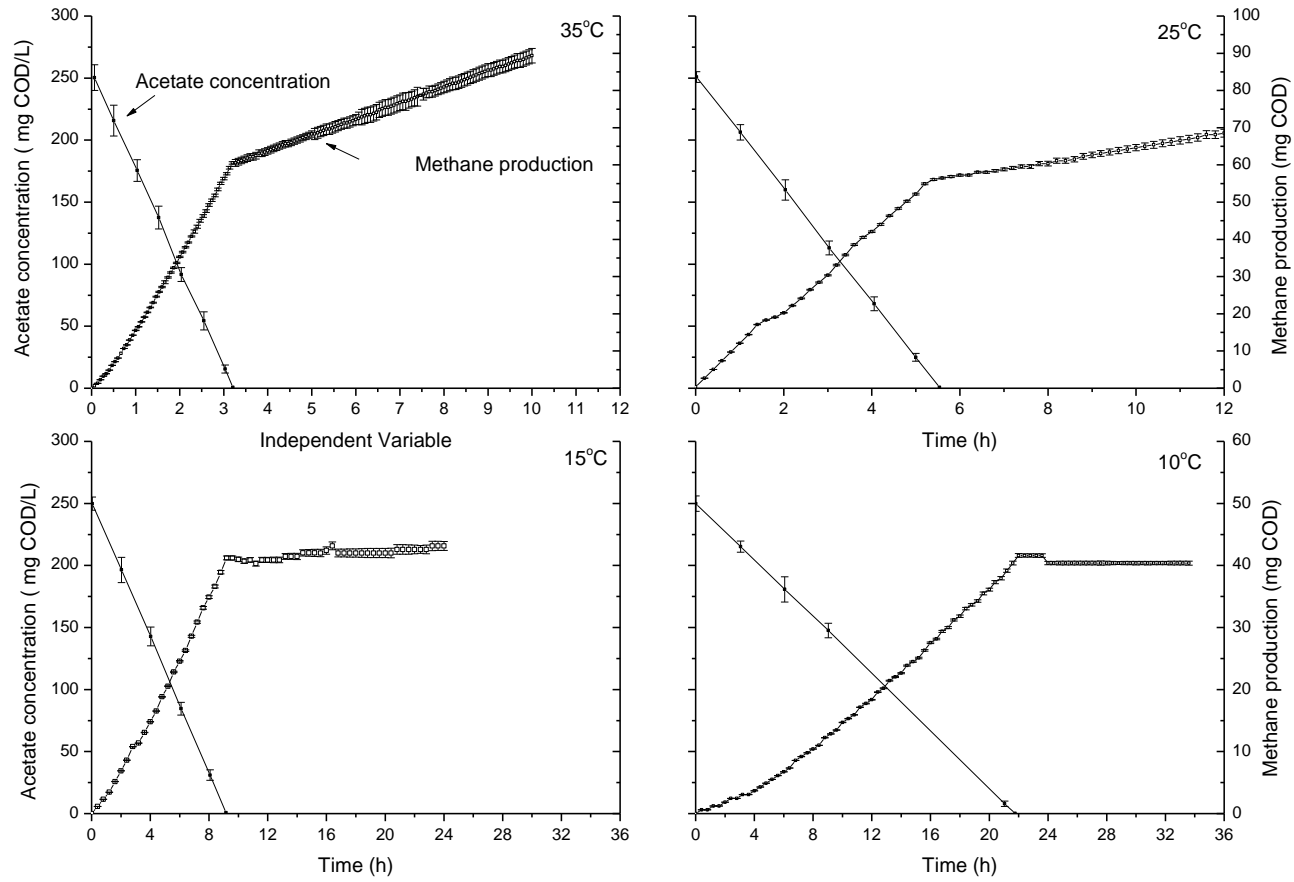 300
250
200
150
100
50
0
Acetate concentration ( mg COD/L)
35°C
Acetate concentration
Methane production
0 1 2 3 4 5 6 7 8 9 10 11 12
Independent Variable
25°C
100
90
80
70
60
50
40
30
20
10
0
Methane production (mg COD)
0 2 4 6 8 10 12
Time (h)
300
250
200
150
100
50
0
Acetate concentration ( mg COD/L)
15°C
0 4 8 12 16 20 24 28 32 36
Time (h)
10°C
60
50
40
30
20
10
0
Methane production (mg COD)
0 4 8 12 16 20 24 28 32 36
Time (h)